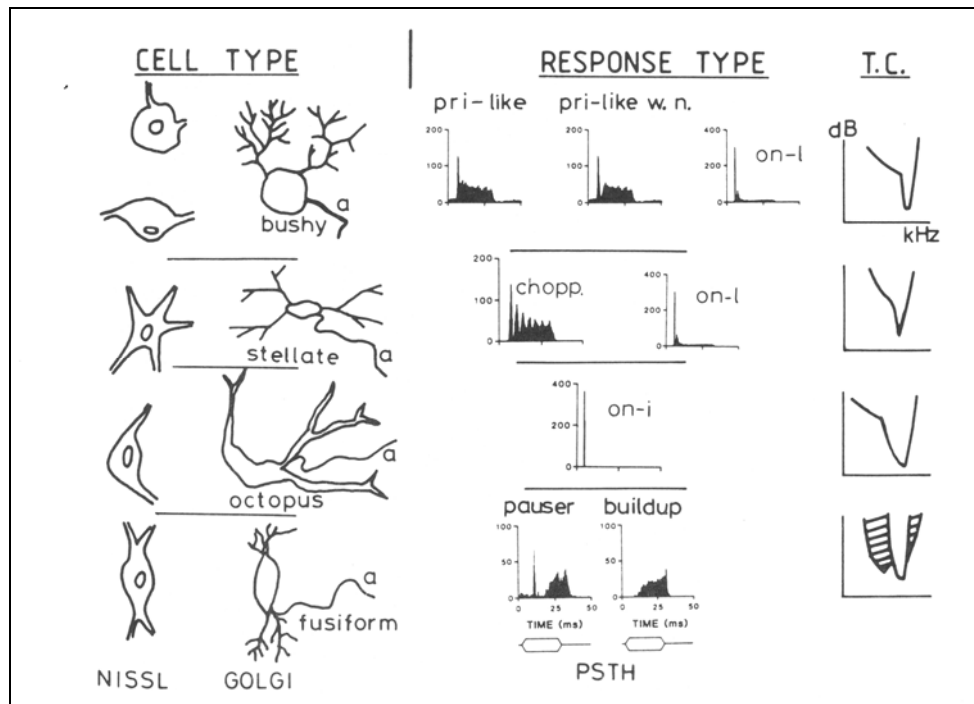 CELL TYPE
RESPONSE TYPE
T.C.
pri-like
pri-like w. n.
on-l
200
100
0
200
100
0
400
200
0
dB
kHz
a
bushy
chopp.
on-l
200
100
0
400
200
0
stellate
a
on-i
400
200
0
a
octopus
pauser
buildup
100
50
0
0
25
50
100
50
0
0
25
50
TIME (ms)
TIME (ms)
a
fusiform
NISSL
GOLGI
PSTH